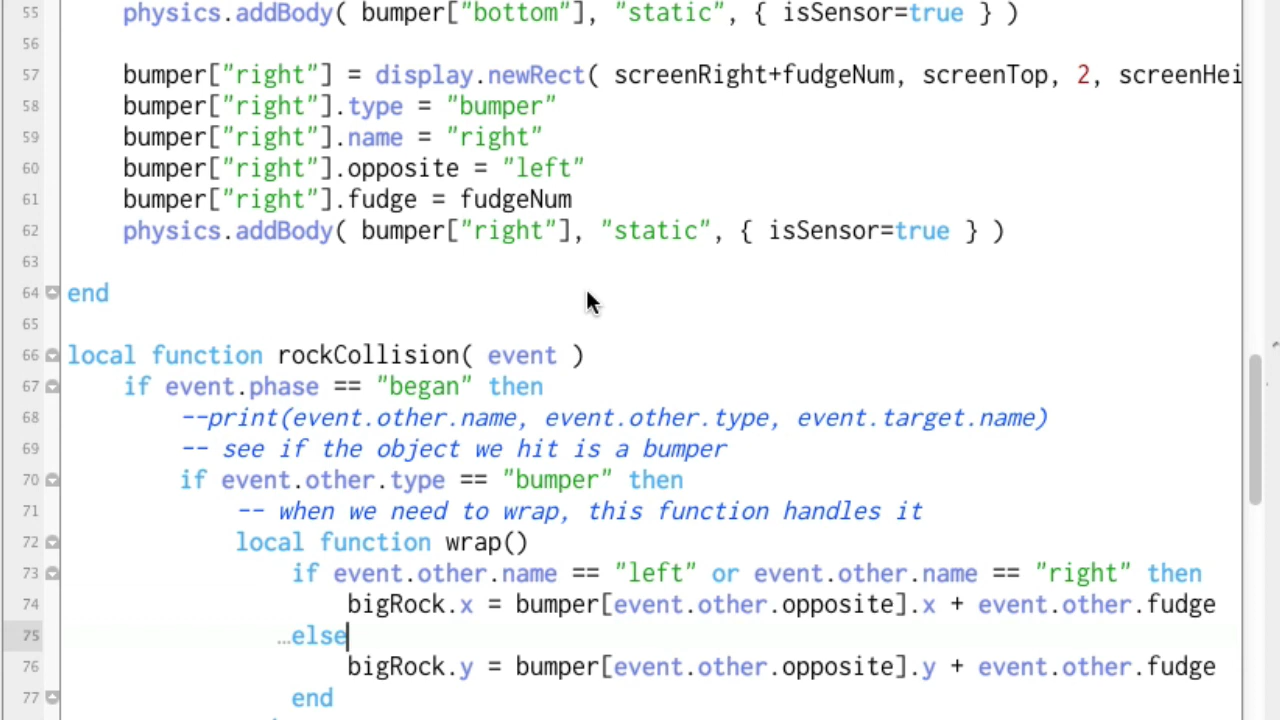 55 physics.addBody( bumper["bottom"], "static", { isSensor=true } )
56
57 bumper["right"] = display.newRect( screenRight+fudgeNum, screenTop, 2, screenHei
58 bumper["right"].type = "bumper"
59 bumper["right"].name = "right"
60 bumper["right"].opposite = "left"
61 bumper["right"].fudge = fudgeNum
62 physics.addBody( bumper["right"], "static", { isSensor=true } )
63
64 end
65
66 local function rockCollision( event )
67 if event.phase == "began" then
68 --print(event.other.name, event.other.type, event.target.name)
69 -- see if the object we hit is a bumper
70 if event.other.type == "bumper" then
71 -- when we need to wrap, this function handles it
72 local function wrap()
73 if event.other.name == "left" or event.other.name == "right" then
74 bigRock.x = bumper[event.other.opposite].x + event.other.fudge
75 …else
76 bigRock.y = bumper[event.other.opposite].y + event.other.fudge
77 end